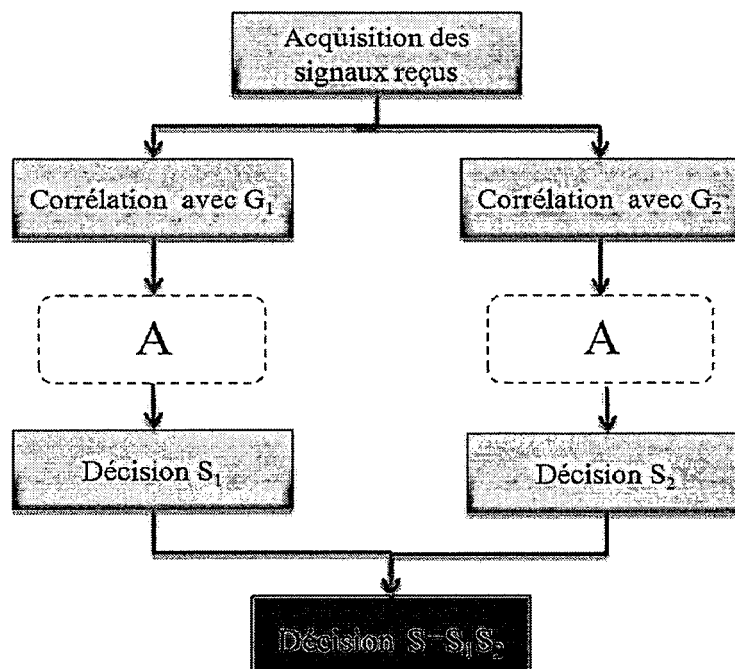 Acquisition des
signaux reçus
Corrélation avec G₁
Corrélation avec G₂
A
A
Décision S₁
Décision S₂
Décision S=S₁S₂